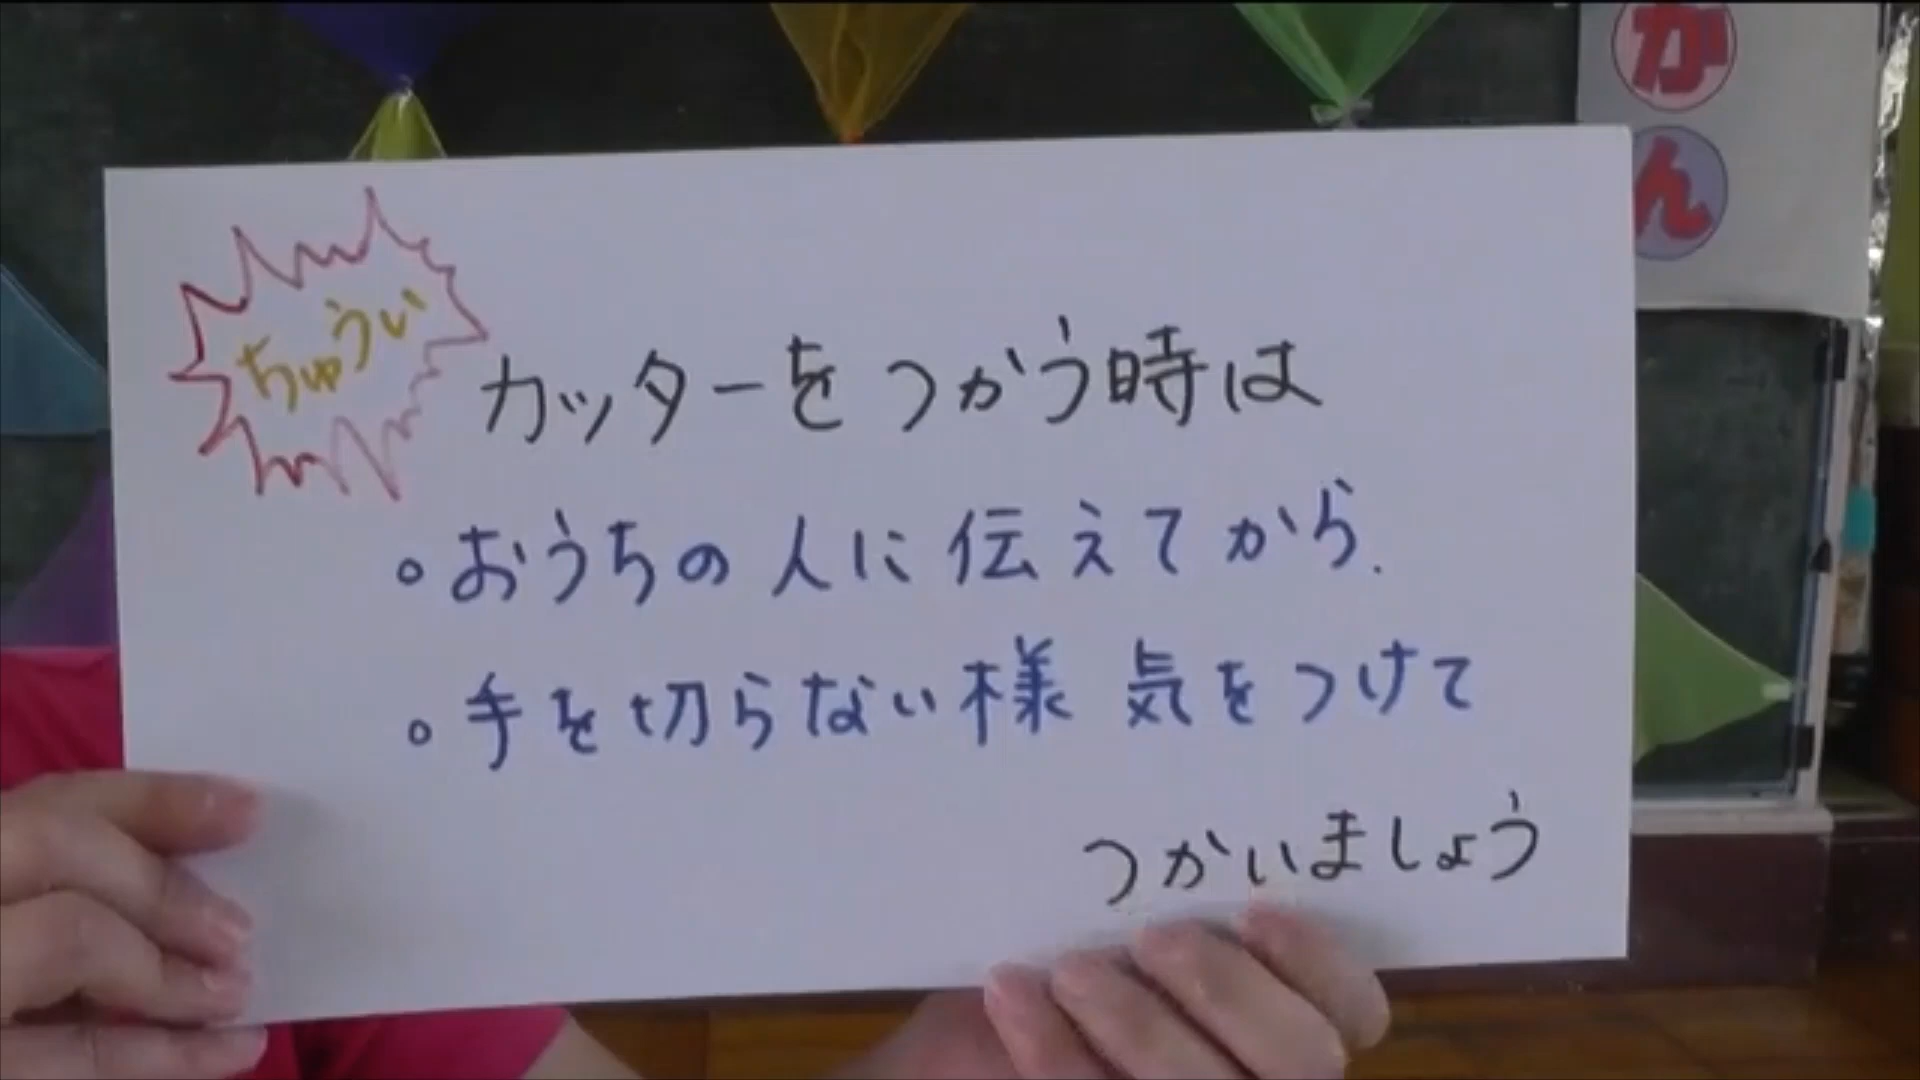 か
ん
ちゅうい
カッターをつかう時は
。おうちの人に伝えてから.
。手を切らない様 気をつけて
つかいましょう